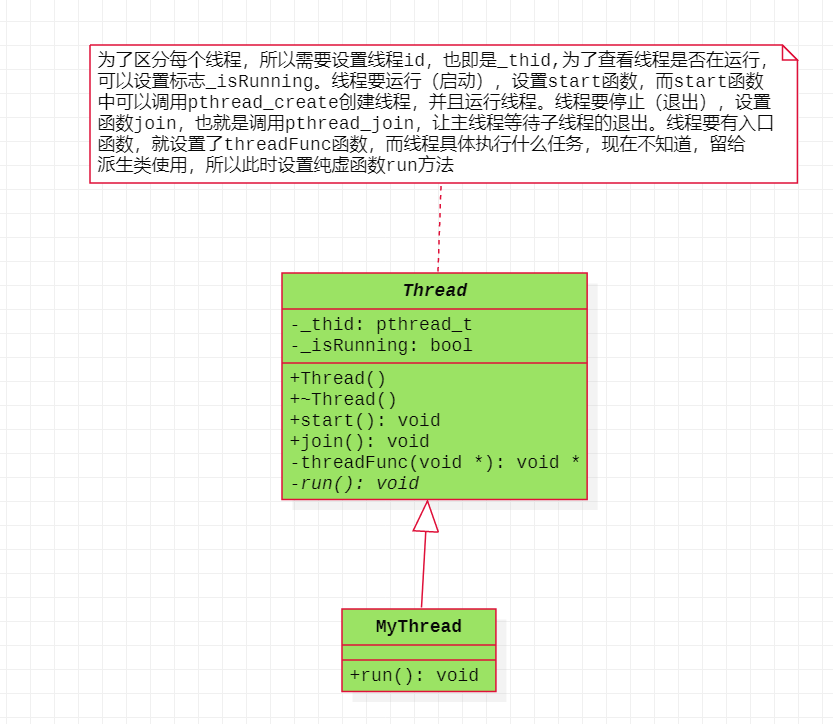 为了区分每个线程，所以需要设置线程id，也即是_thid,为了查看线程是否在运行，
可以设置标志_isRunning。线程要运行（启动），设置start函数，而start函数
中可以调用pthread_create创建线程，并且运行线程。线程要停止（退出），设置
函数join，也就是调用pthread_join，让主线程等待子线程的退出。线程要有入口
函数，就设置了threadFunc函数，而线程具体执行什么任务，现在不知道，留给
派生类使用，所以此时设置纯虚函数run方法
Thread
-_thid: pthread_t
-_isRunning: bool
+Thread()
+~Thread()
+start(): void
+join(): void
-threadFunc(void *): void *
-run(): void
MyThread
+run(): void